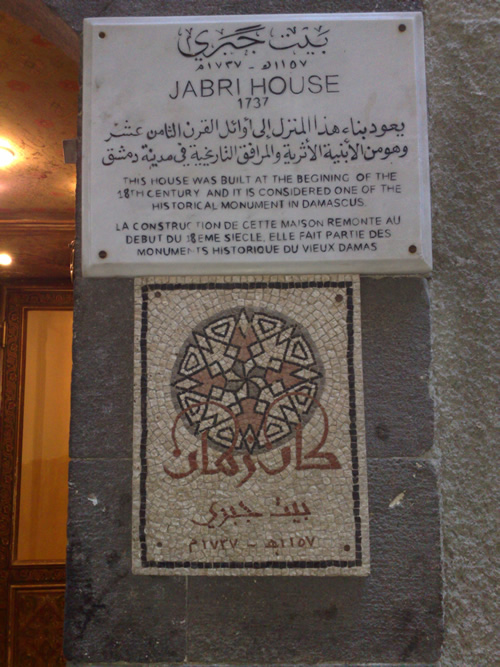 بيت جبري
١١٥٧هـ - ١٧٣٧م
JABRI HOUSE
1737
يعود بناء هذا المنزل إلى أوائل القرن الثامن عشر
وهو من الأبنية الأثرية والمرافق التاريخية في مدينة دمشق
THIS HOUSE WAS BUILT AT THE BEGINING OF THE
18TH CENTURY AND IT IS CONSIDERED ONE OF THE
HISTORICAL MONUMENT IN DAMASCUS.
LA CONSTRUCTION DE CETTE MAISON REMONTE AU
DEBUT DU 18EME SIECLE, ELLE FAIT PARTIE DES
MONUMENTS HISTORIQUE DU VIEUX DAMAS
كان زمان
بيت جبري
١١٥٧هـ - ١٧٣٧م